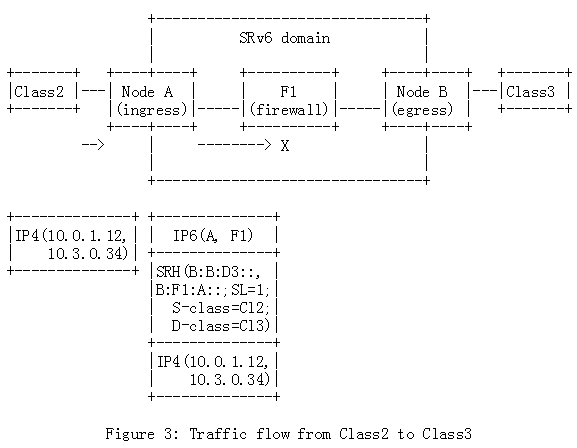 SRv6 domain
Class2 Node A F1 Node B Class3
(ingress) (firewall) (egress)
X
IP4(10.0.1.12, IP6(A, F1)
10.3.0.34)
SRH(B:B:D3::,
B:F1:A::;SL=1;
S-class=Cl2;
D-class=Cl3)
IP4(10.0.1.12,
10.3.0.34)
Figure 3: Traffic flow from Class2 to Class3